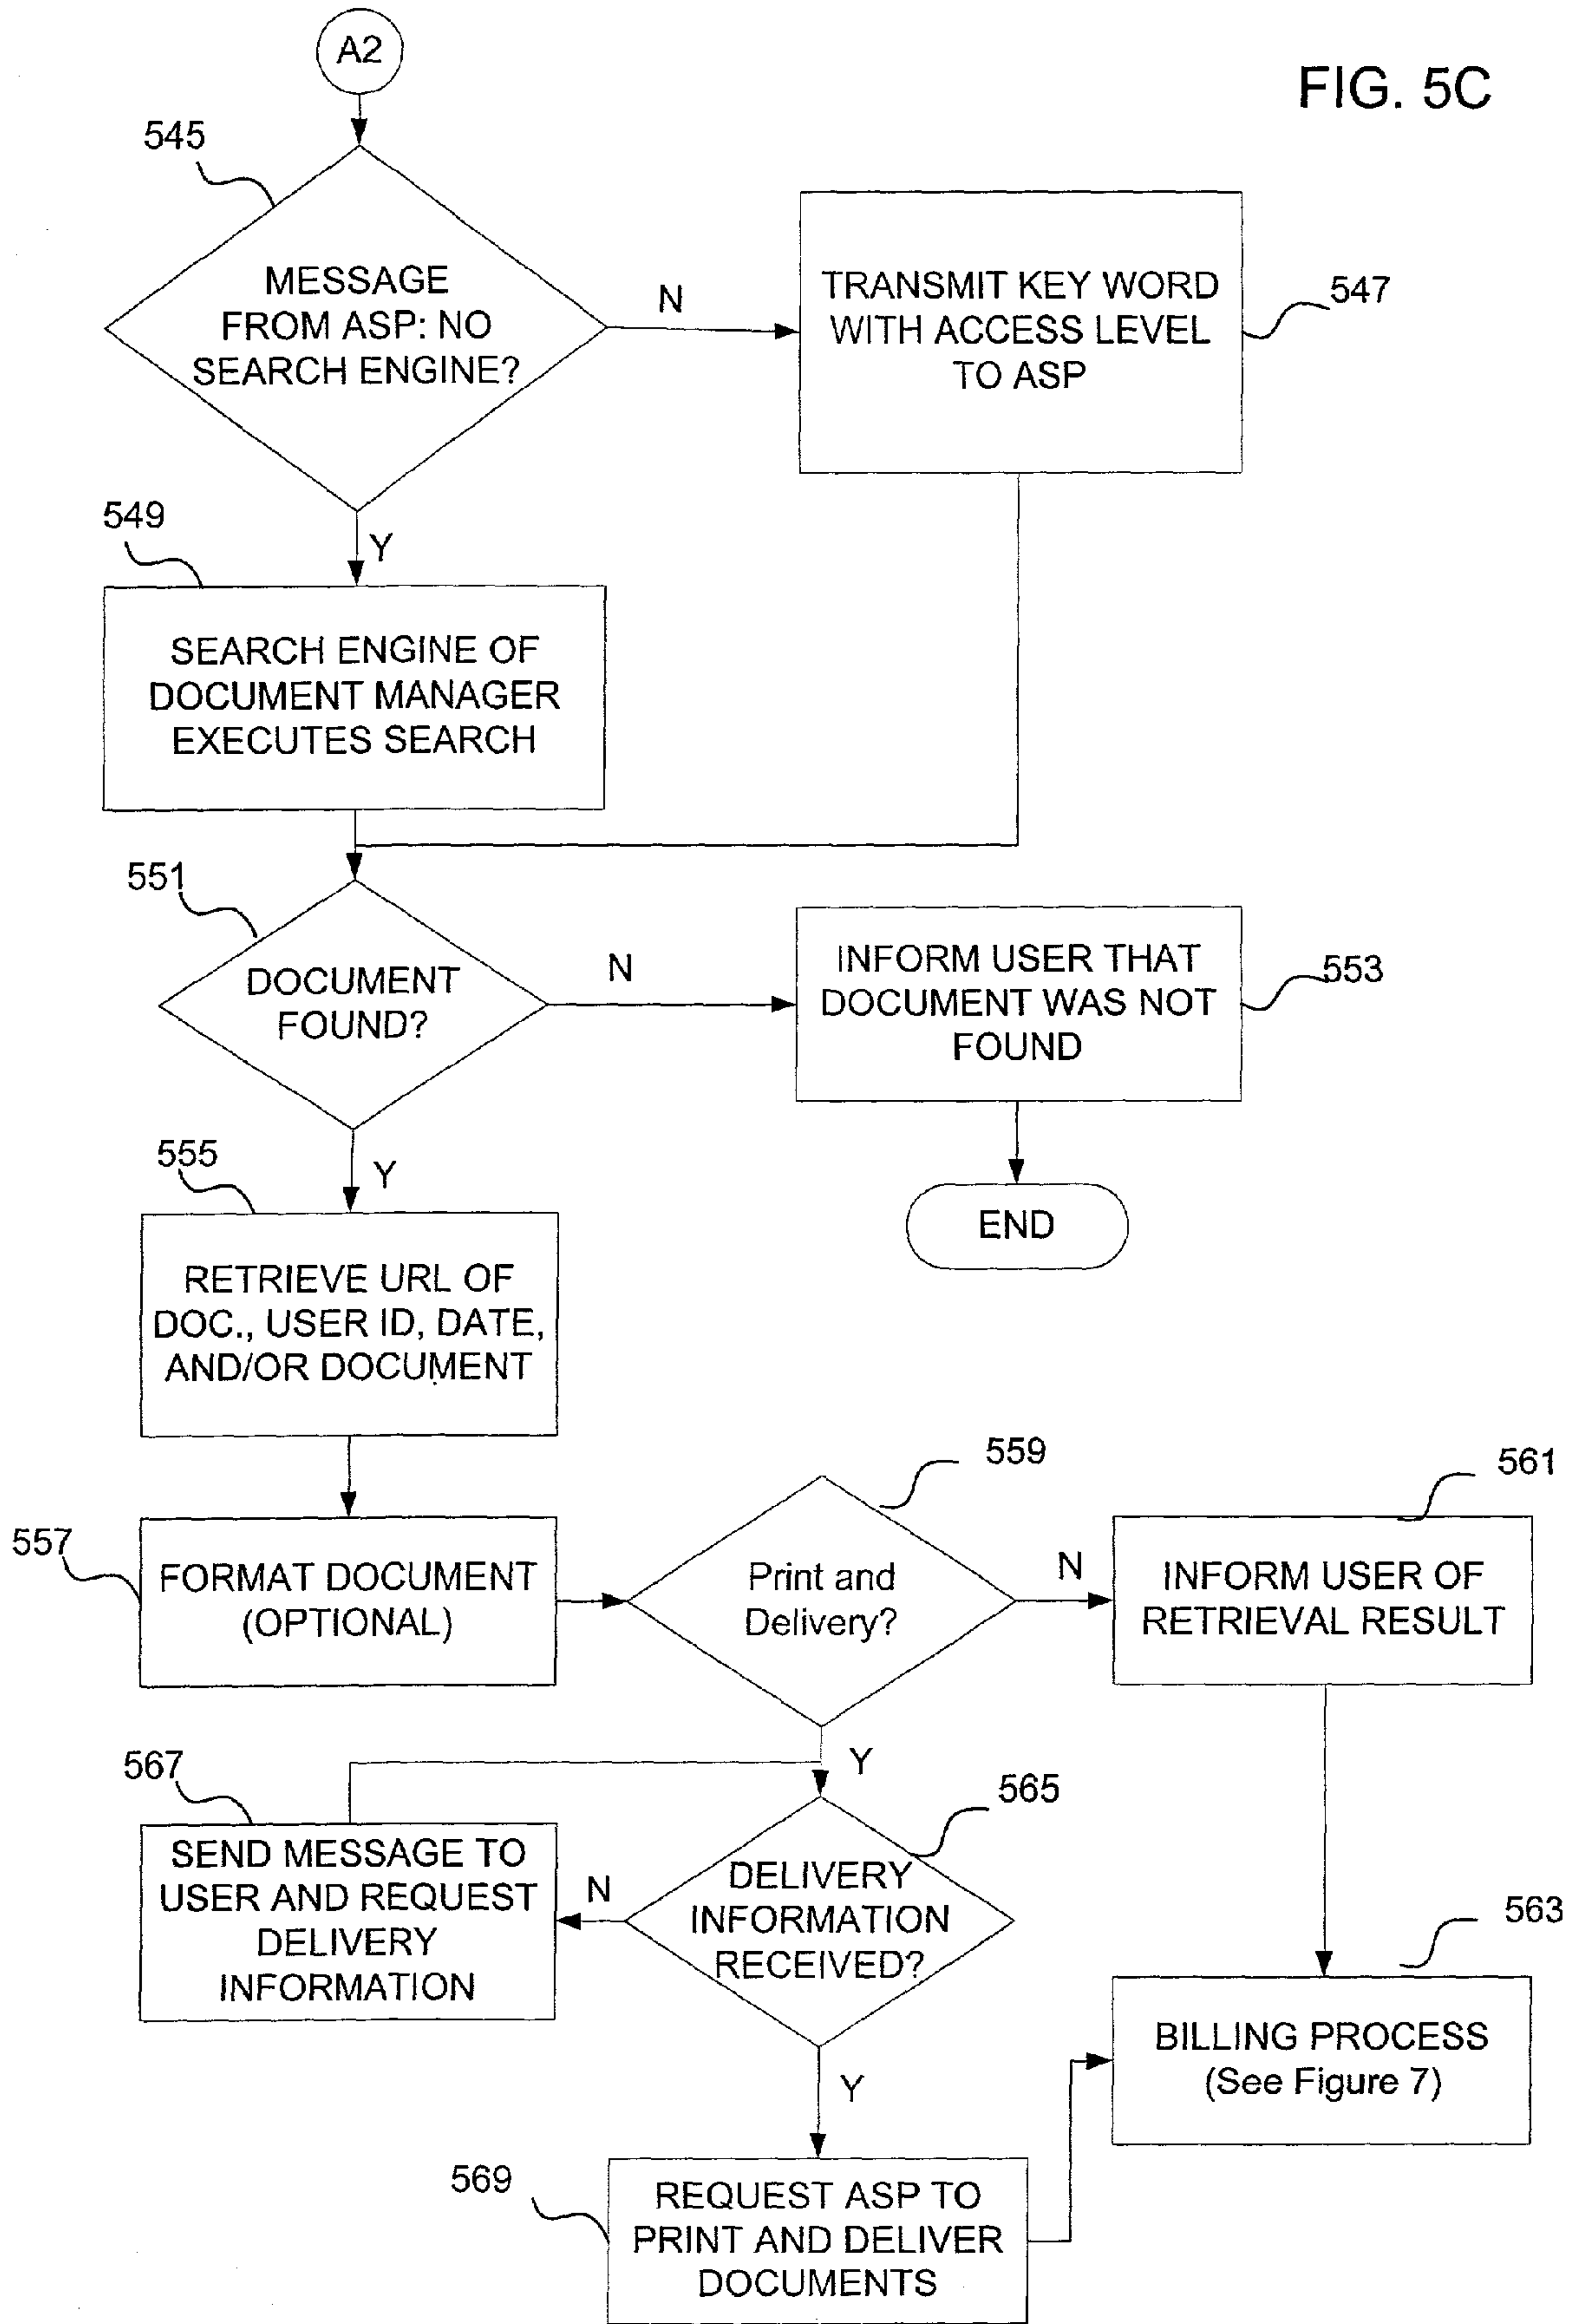 A2
FIG. 5C
545
MESSAGE
FROM ASP: NO
SEARCH ENGINE?
N
TRANSMIT KEY WORD
WITH ACCESS LEVEL
TO ASP
547
Y
549
SEARCH ENGINE OF
DOCUMENT MANAGER
EXECUTES SEARCH
551
DOCUMENT
FOUND?
N
INFORM USER THAT
DOCUMENT WAS NOT
FOUND
553
END
Y
555
RETRIEVE URL OF
DOC., USER ID, DATE,
AND/OR DOCUMENT
557
FORMAT DOCUMENT
(OPTIONAL)
559
Print and
Delivery?
N
561
INFORM USER OF
RETRIEVAL RESULT
Y
567
SEND MESSAGE TO
USER AND REQUEST
DELIVERY
INFORMATION
N
565
DELIVERY
INFORMATION
RECEIVED?
563
BILLING PROCESS
(See Figure 7)
Y
569
REQUEST ASP TO
PRINT AND DELIVER
DOCUMENTS